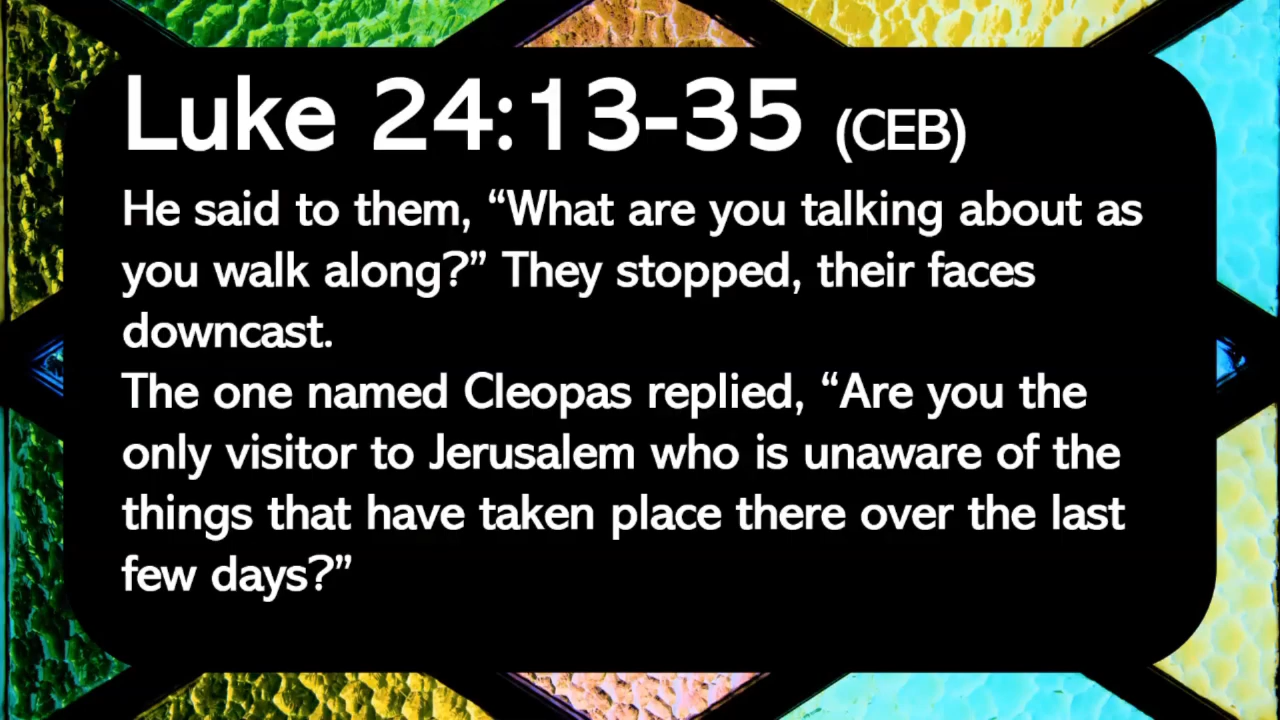 Luke 24:13-35 (CEB)
He said to them, “What are you talking about as
you walk along?” They stopped, their faces
downcast.
The one named Cleopas replied, “Are you the
only visitor to Jerusalem who is unaware of the
things that have taken place there over the last
few days?”